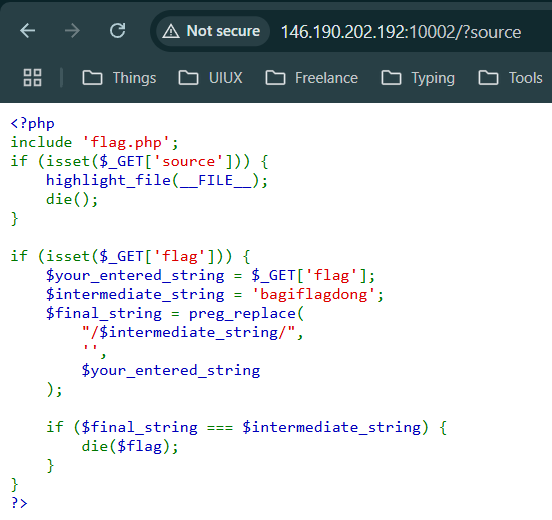 Not secure 146.190.202.192:10002/?source
Things UIUX Freelance Typing Tools
<?php
include 'flag.php';
if (isset($_GET['source'])) {
    highlight_file(__FILE__);
    die();
}

if (isset($_GET['flag'])) {
    $your_entered_string = $_GET['flag'];
    $intermediate_string = 'bagiflagdong';
    $final_string = preg_replace(
        "/$intermediate_string/",
        '',
        $your_entered_string
    );

    if ($final_string === $intermediate_string) {
        die($flag);
    }
}
?>